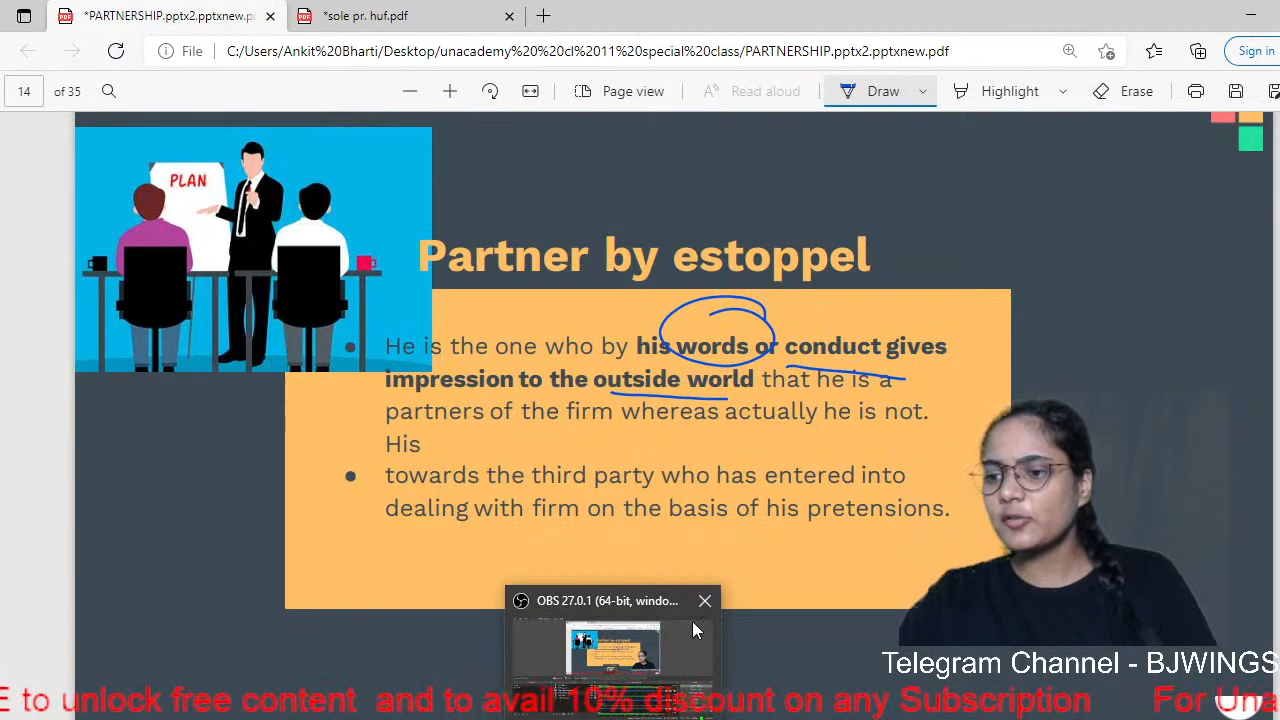 *PARTNERSHIP.pptx2.pptxnew.pdf
*sole pr. huf.pdf
File
C:/Users/Ankit%20Bharti/Desktop/unacademy%20%20cl%2011%20special%20class/PARTNERSHIP.pptx2.pptxnew.pdf
Sign in
14 of 35
Page view
Read aloud
Draw
Highlight
Erase
PLAN
Partner by estoppel
He is the one who by his words or conduct gives
impression to the outside world that he is a
partners of the firm whereas actually he is not.
His
towards the third party who has entered into
dealing with firm on the basis of his pretensions.
OBS 27.0.1 (64-bit, windo...
Telegram Channel - BJWINGS
E to unlock free content and to avail 10% discount on any Subscription For Una